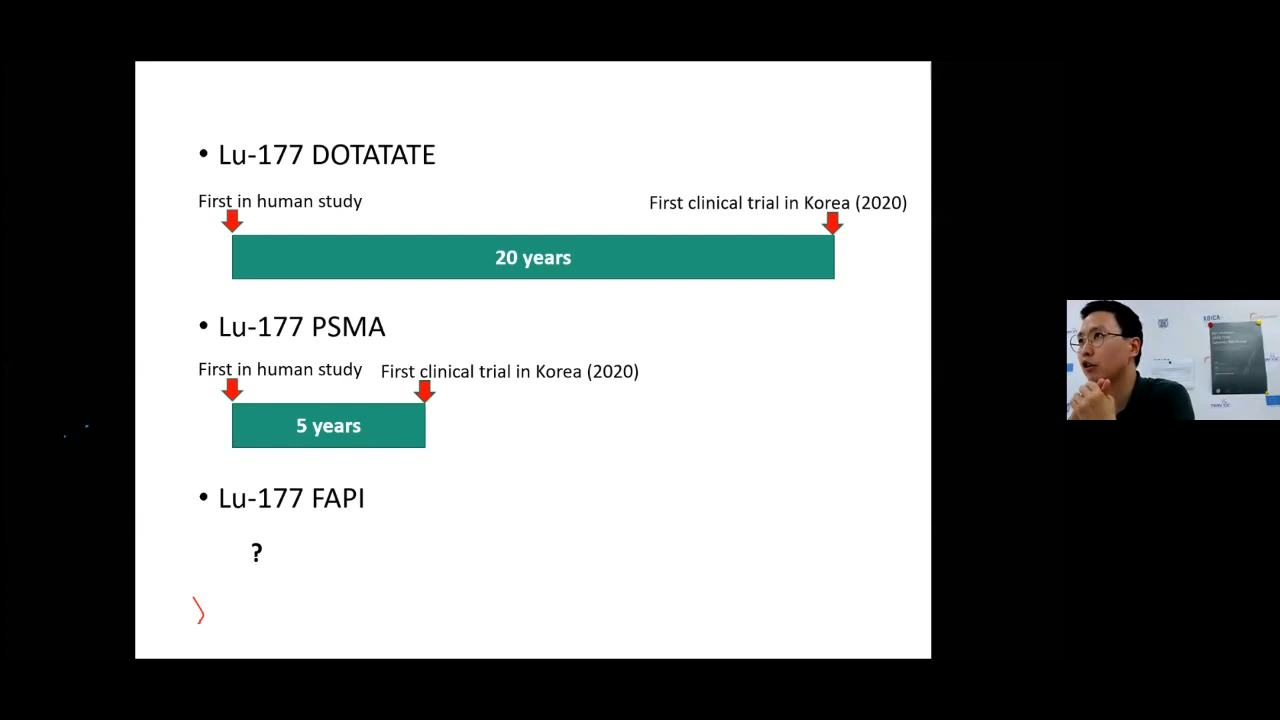 • Lu-177 DOTATATE
First in human study
First clinical trial in Korea (2020)
20 years
• Lu-177 PSMA
First in human study
First clinical trial in Korea (2020)
5 years
• Lu-177 FAPI
?
KOICA